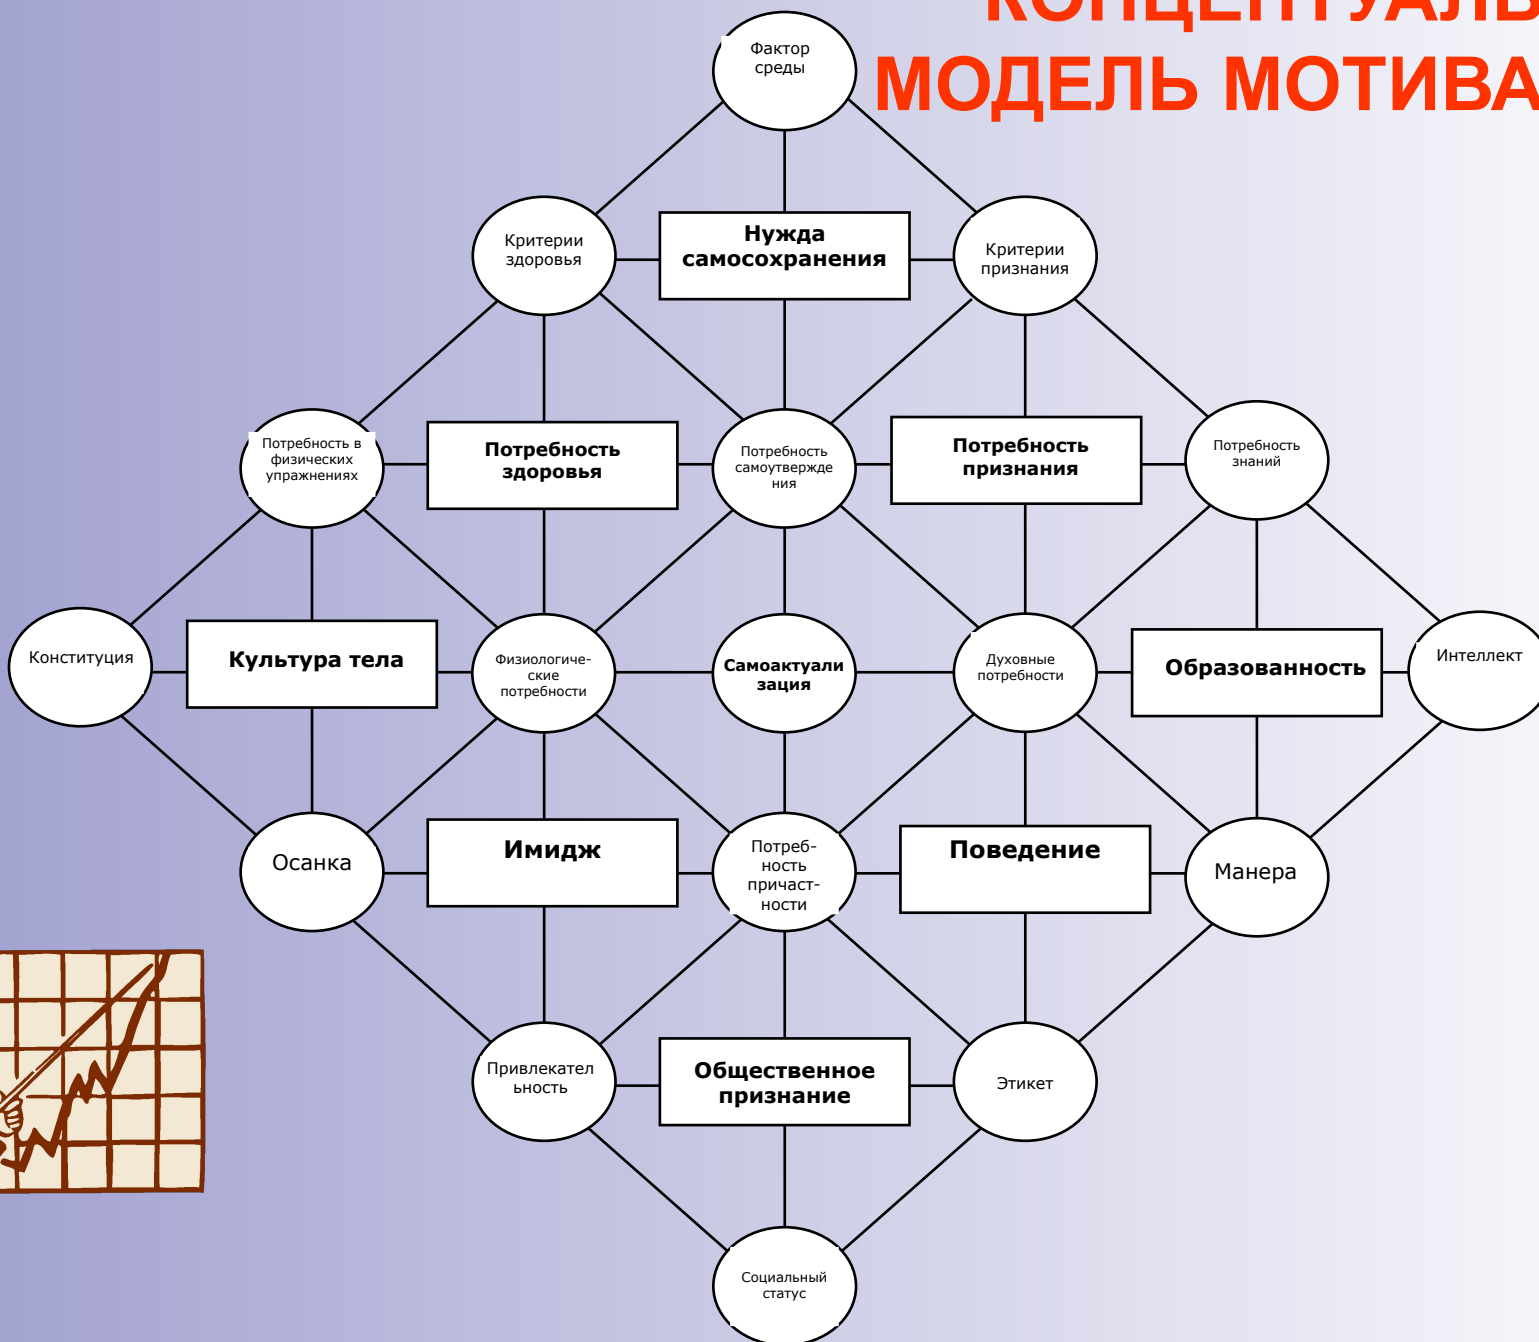 КОНЦЕПТУАЛЬ
МОДЕЛЬ МОТИВА
Фактор
среды
Критерии
здоровья
Нужда
самосохранения
Критерии
признания
Потребность в
физических
упражнениях
Потребность
здоровья
Потребность
самоутвержде
ния
Потребность
признания
Потребность
знаний
Конституция
Культура тела
Физиологиче-
ские
потребности
Самоактуали
зация
Духовные
потребности
Образованность
Интеллект
Осанка
Имидж
Потреб-
ность
причаст-
ности
Поведение
Манера
Привлекател
ьность
Общественное
признание
Этикет
Социальный
статус